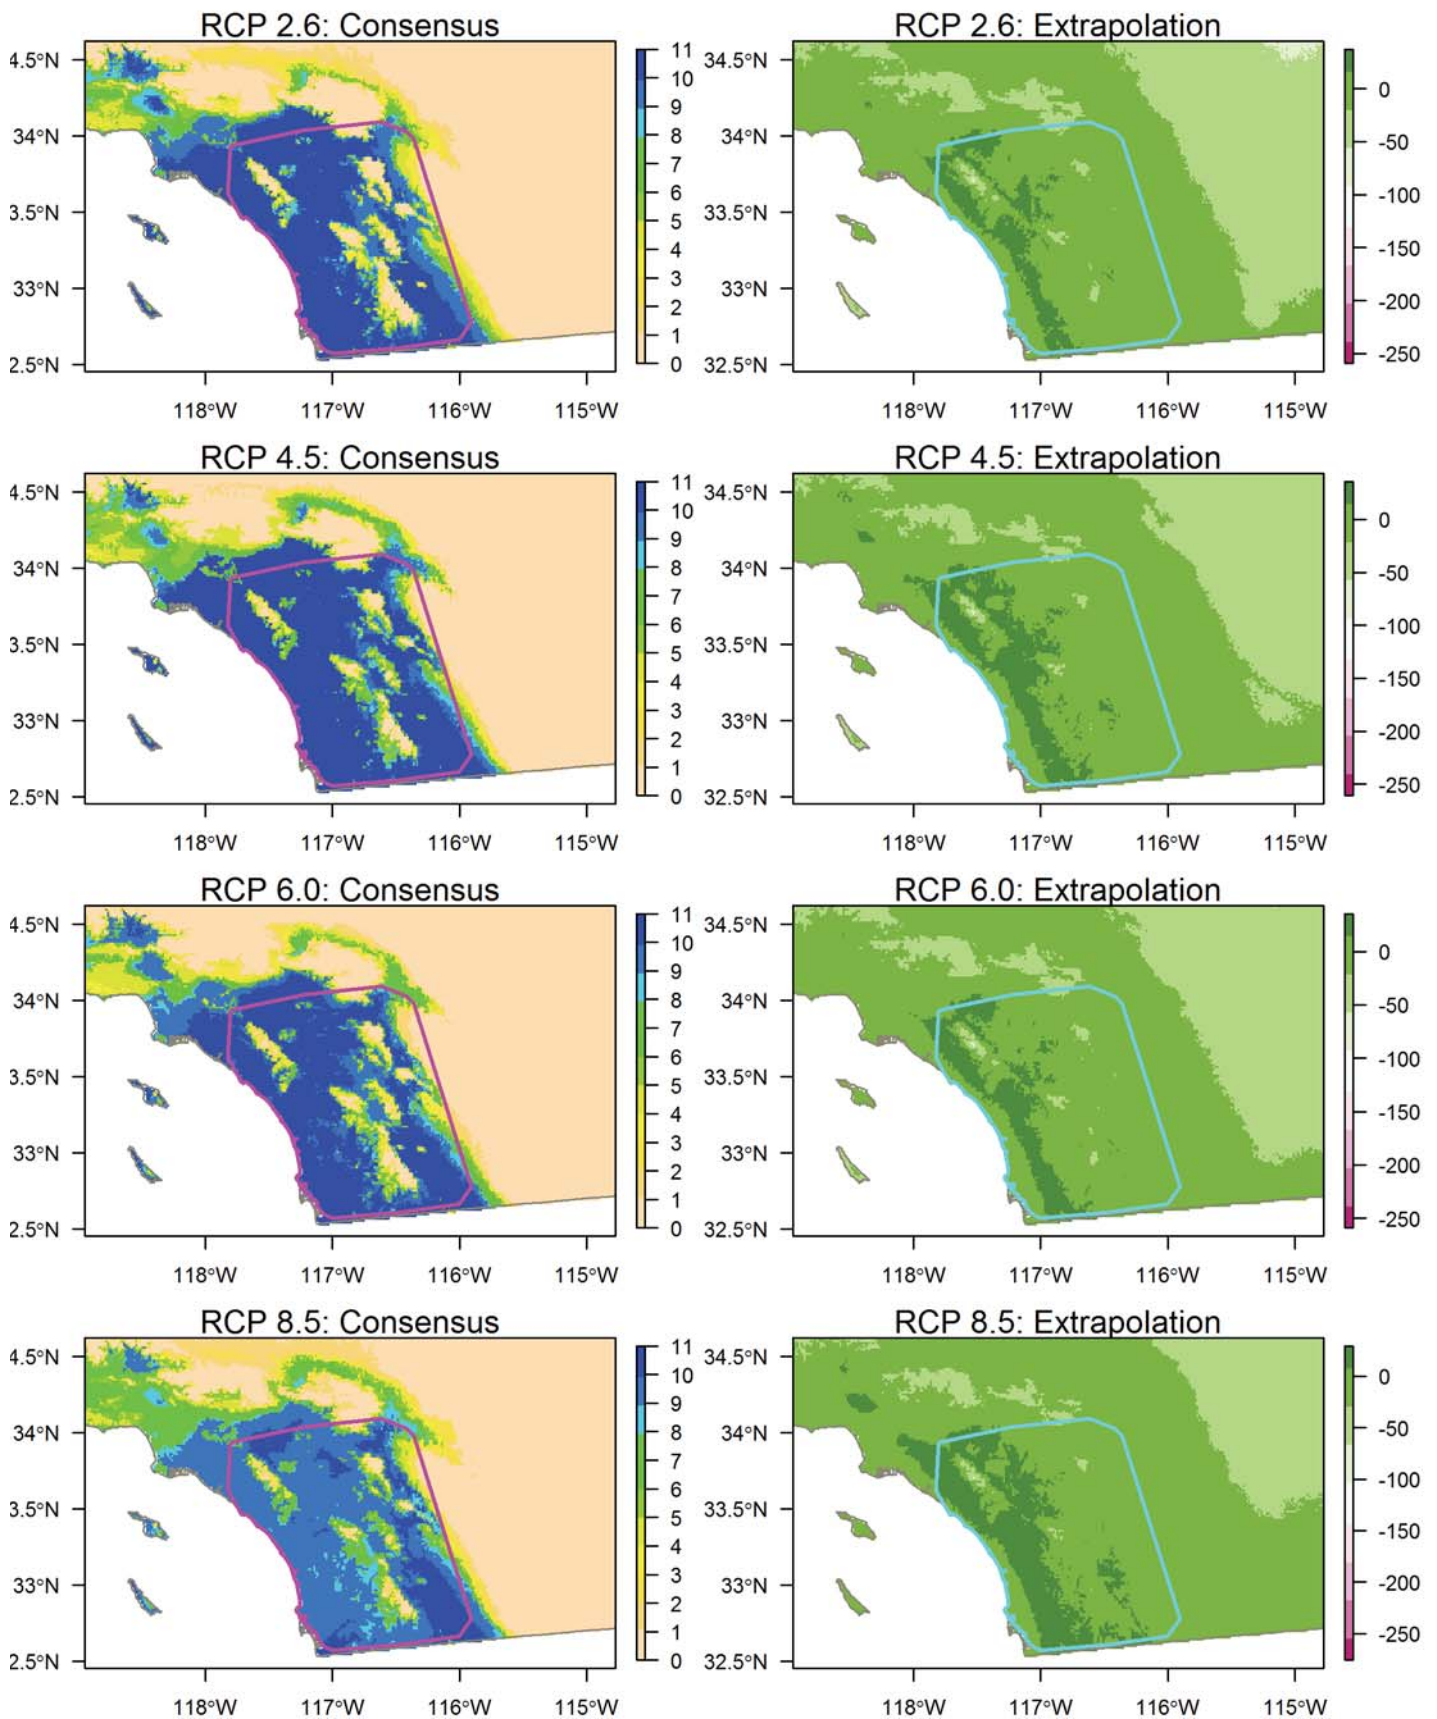 RCP 2.6: Consensus
4.5°N
34°N
3.5°N
33°N
2.5°N
118°W 117°W 116°W 115°W
11
10
9
8
7
6
5
4
3
2
1
0
RCP 2.6: Extrapolation
34.5°N
34°N
33.5°N
33°N
32.5°N
118°W 117°W 116°W 115°W
0
-50
-100
-150
-200
-250
RCP 4.5: Consensus
4.5°N
34°N
3.5°N
33°N
2.5°N
118°W 117°W 116°W 115°W
11
10
9
8
7
6
5
4
3
2
1
0
RCP 4.5: Extrapolation
34.5°N
34°N
33.5°N
33°N
32.5°N
118°W 117°W 116°W 115°W
0
-50
-100
-150
-200
-250
RCP 6.0: Consensus
4.5°N
34°N
3.5°N
33°N
2.5°N
118°W 117°W 116°W 115°W
11
10
9
8
7
6
5
4
3
2
1
0
RCP 6.0: Extrapolation
34.5°N
34°N
33.5°N
33°N
32.5°N
118°W 117°W 116°W 115°W
0
-50
-100
-150
-200
-250
RCP 8.5: Consensus
4.5°N
34°N
3.5°N
33°N
2.5°N
118°W 117°W 116°W 115°W
11
10
9
8
7
6
5
4
3
2
1
0
RCP 8.5: Extrapolation
34.5°N
34°N
33.5°N
33°N
32.5°N
118°W 117°W 116°W 115°W
0
-50
-100
-150
-200
-250